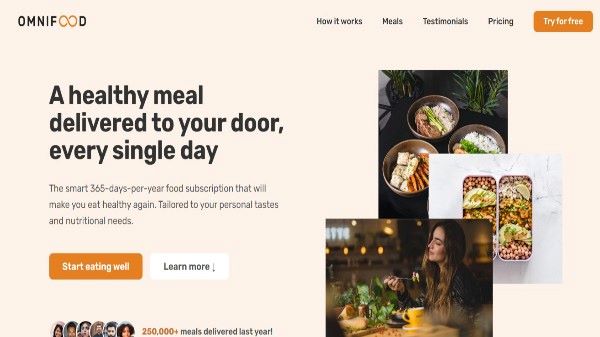 OMNIFOOD
How it works
Meals
Testimonials
Pricing
Try for free
A healthy meal
delivered to your door,
every single day
The smart 365-days-per-year food subscription that will
make you eat healthy again. Tailored to your personal tastes
and nutritional needs.
Start eating well
Learn more ↓
250,000+ meals delivered last year!